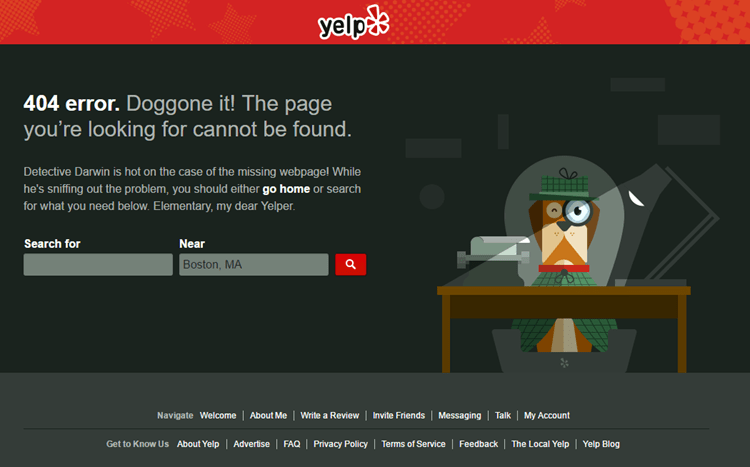 yelp
404 error. Doggone it! The page
you’re looking for cannot be found.
Detective Darwin is hot on the case of the missing webpage! While
he's sniffing out the problem, you should either go home or search
for what you need below. Elementary, my dear Yelper.
Search for Near
Boston, MA
Navigate Welcome | About Me | Write a Review | Invite Friends | Messaging | Talk | My Account
Get to Know Us About Yelp | Advertise | FAQ | Privacy Policy | Terms of Service | Feedback | The Local Yelp | Yelp Blog